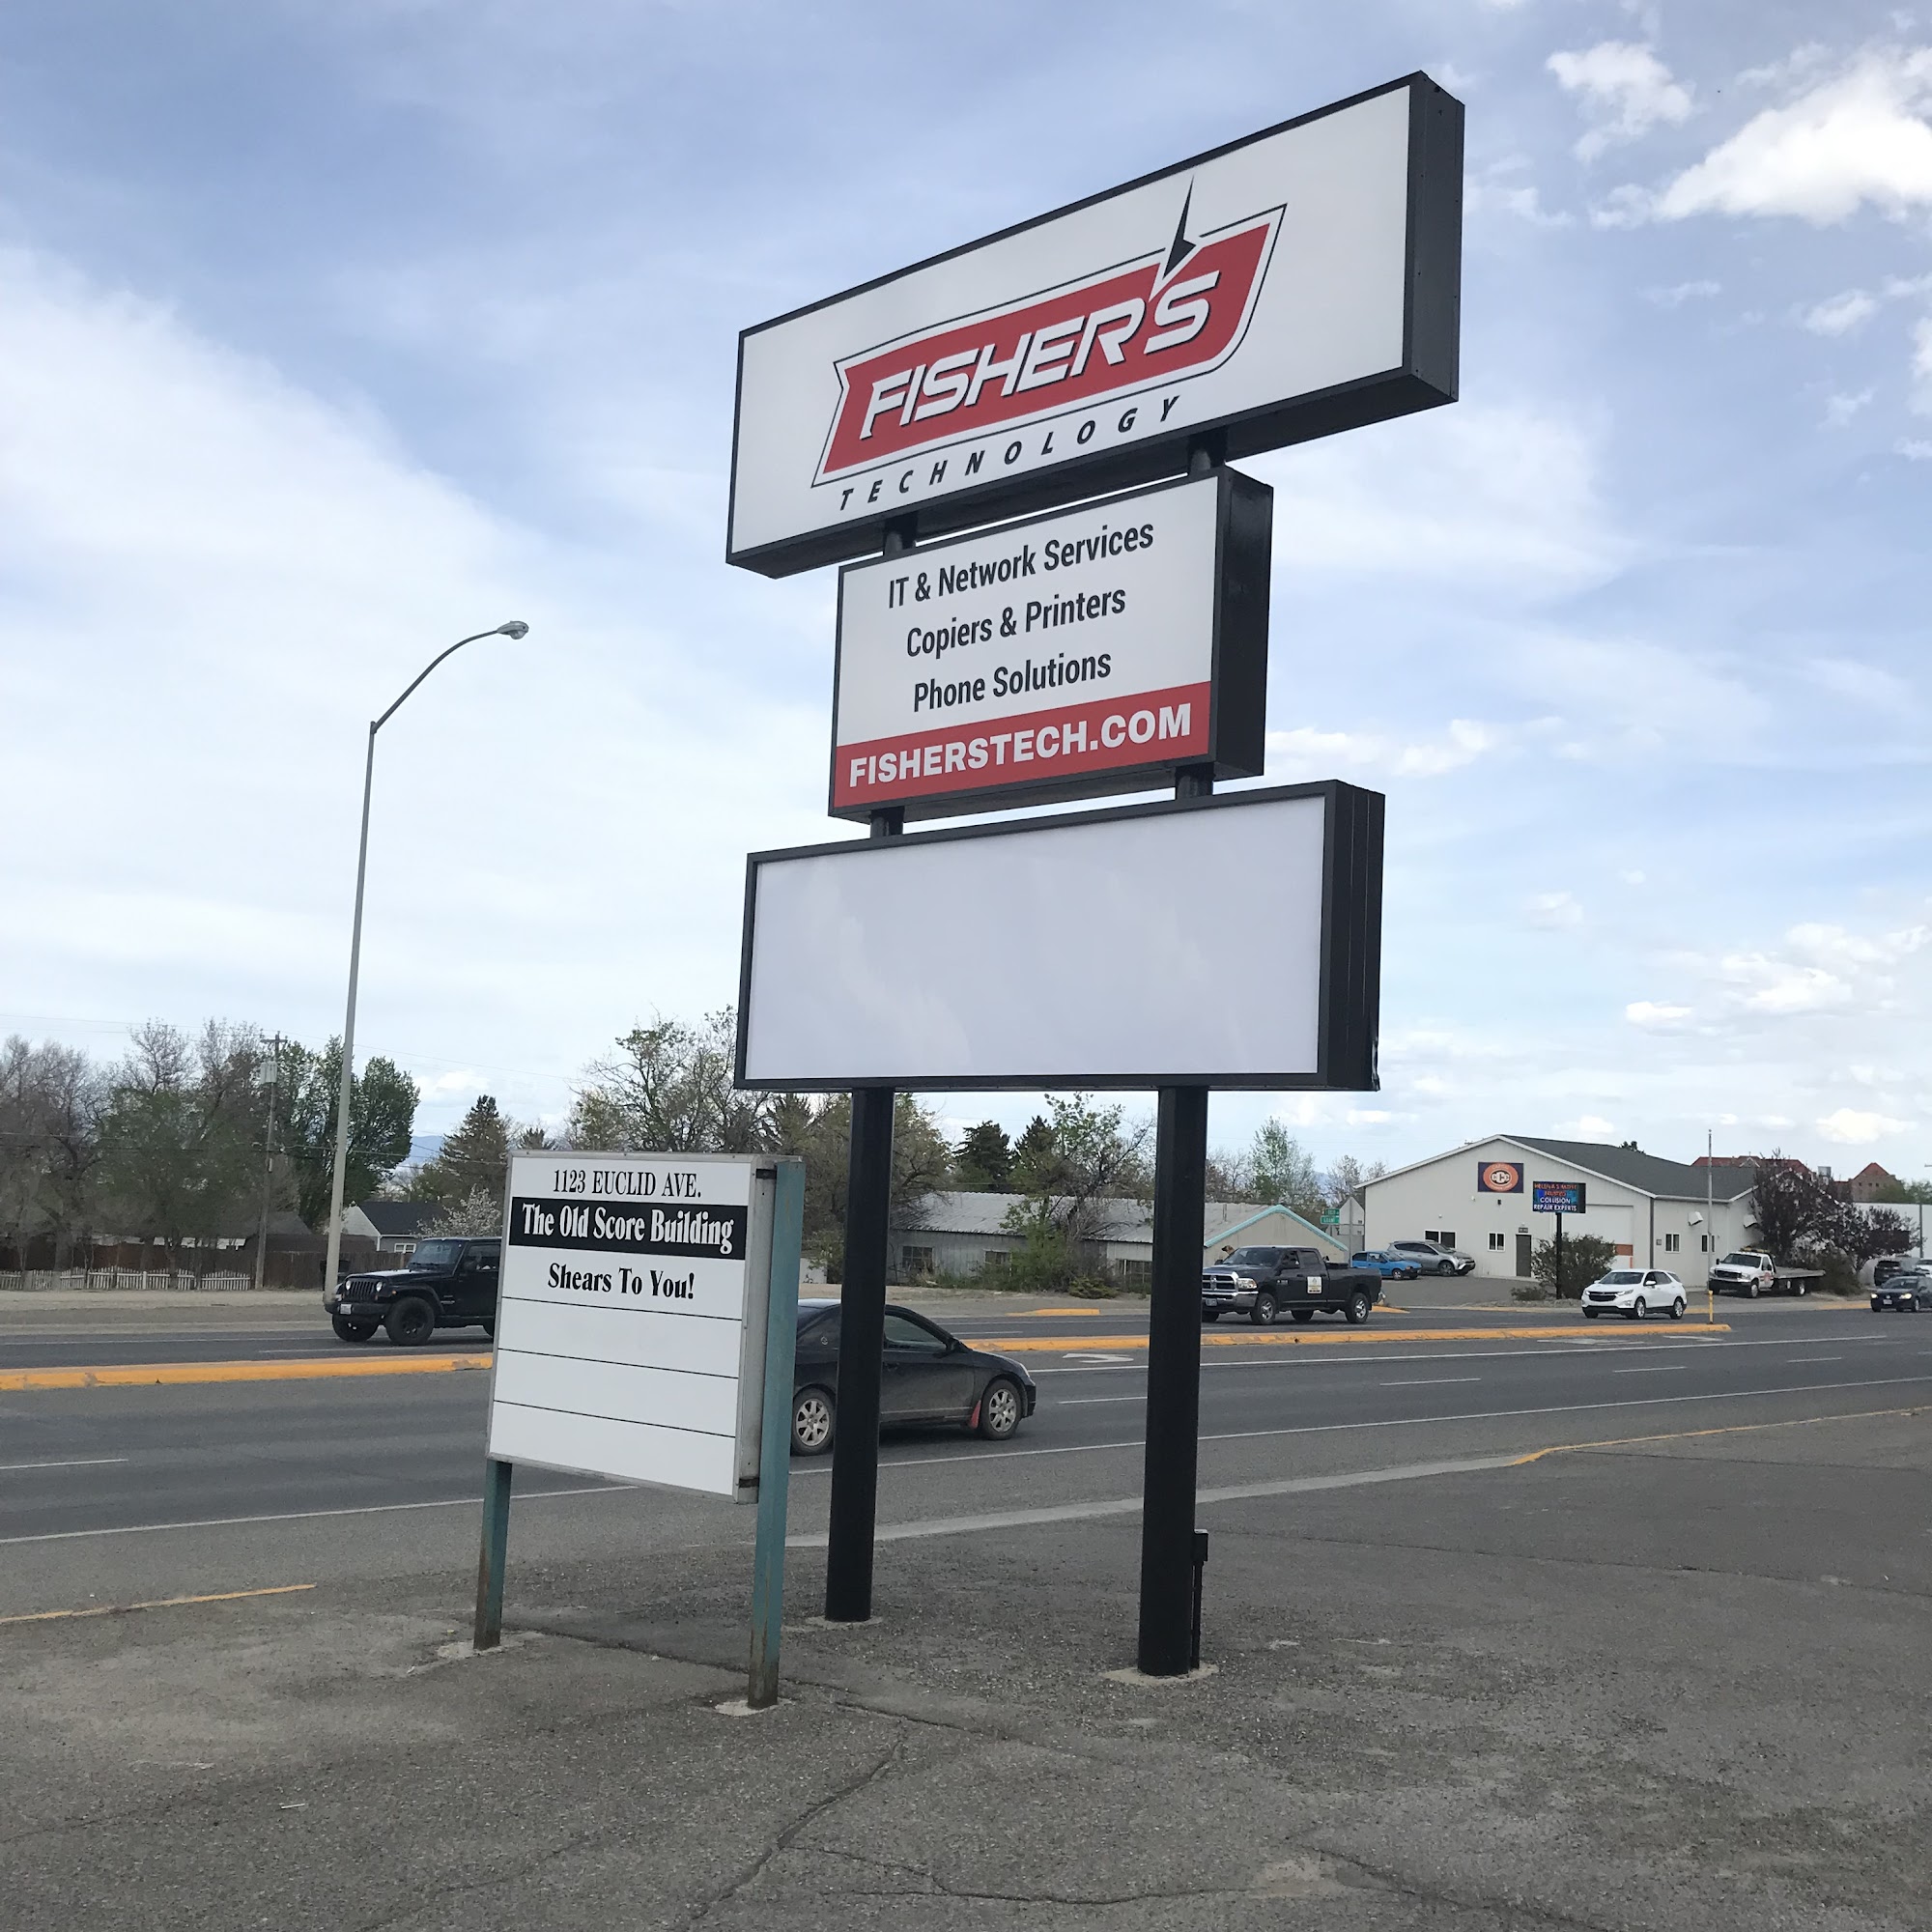 FISHER'S
TECHNOLOGY
IT & Network Services
Copiers & Printers
Phone Solutions
FISHERSTECH.COM
1123 EUCLID AVE.
The Old Score Building
Shears To You!
COLLISION
REPAIR EXPERTS